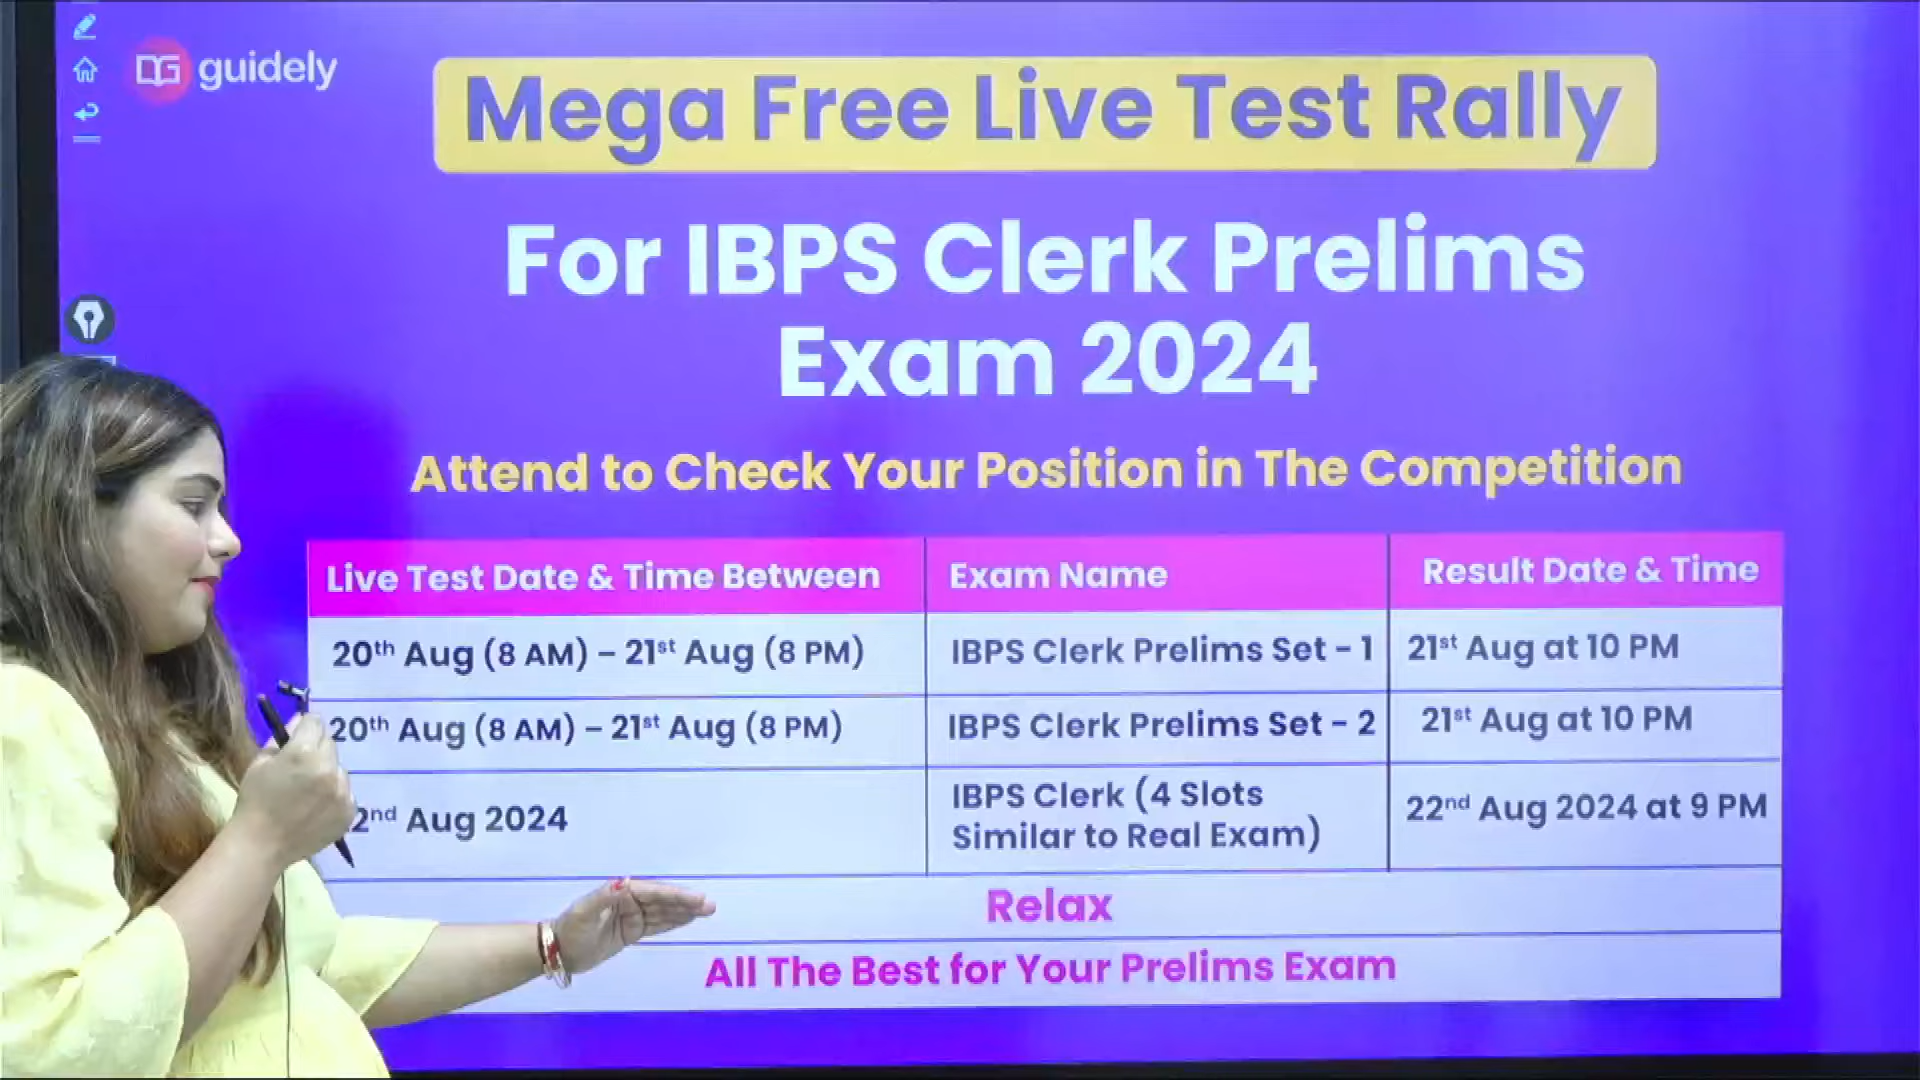 guidely
Mega Free Live Test Rally
For IBPS Clerk Prelims
Exam 2024
Attend to Check Your Position in The Competition
Live Test Date & Time Between Exam Name Result Date & Time
20th Aug (8 AM) – 21st Aug (8 PM) IBPS Clerk Prelims Set - 1 21st Aug at 10 PM
20th Aug (8 AM) – 21st Aug (8 PM) IBPS Clerk Prelims Set - 2 21st Aug at 10 PM
2nd Aug 2024 IBPS Clerk (4 Slots
Similar to Real Exam) 22nd Aug 2024 at 9 PM
Relax
All The Best for Your Prelims Exam